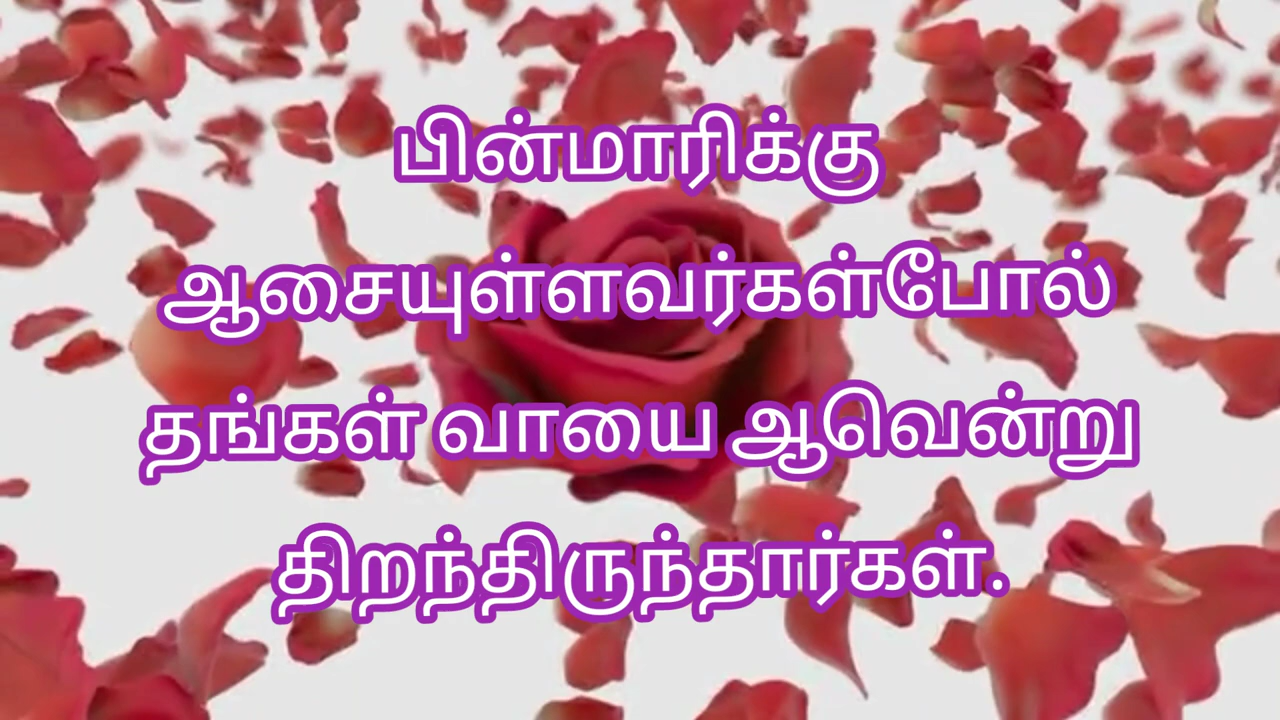 பின்மாரிக்கு
ஆசையுள்ளவர்கள்போல்
தங்கள் வாயை ஆவென்று
திறந்திருந்தார்கள்.